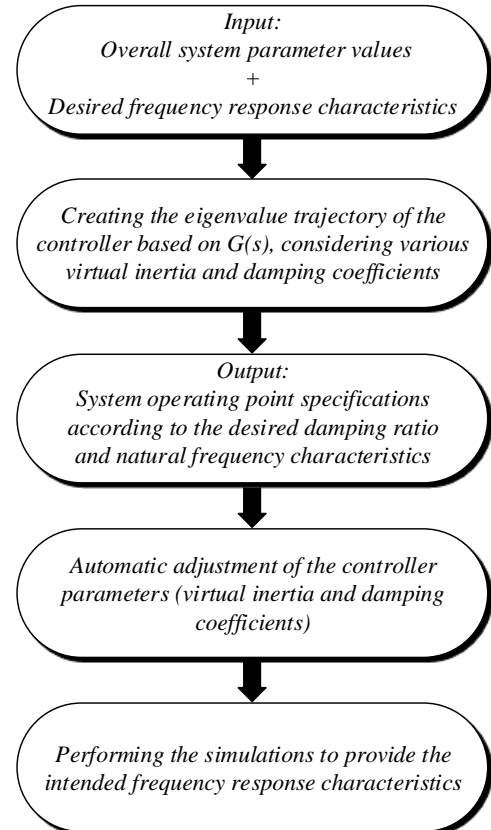 Input:
Overall system parameter values
+
Desired frequency response characteristics
Creating the eigenvalue trajectory of the
controller based on G(s), considering various
virtual inertia and damping coefficients
Output:
System operating point specifications
according to the desired damping ratio
and natural frequency characteristics
Automatic adjustment of the controller
parameters (virtual inertia and damping
coefficients)
Performing the simulations to provide the
intended frequency response characteristics